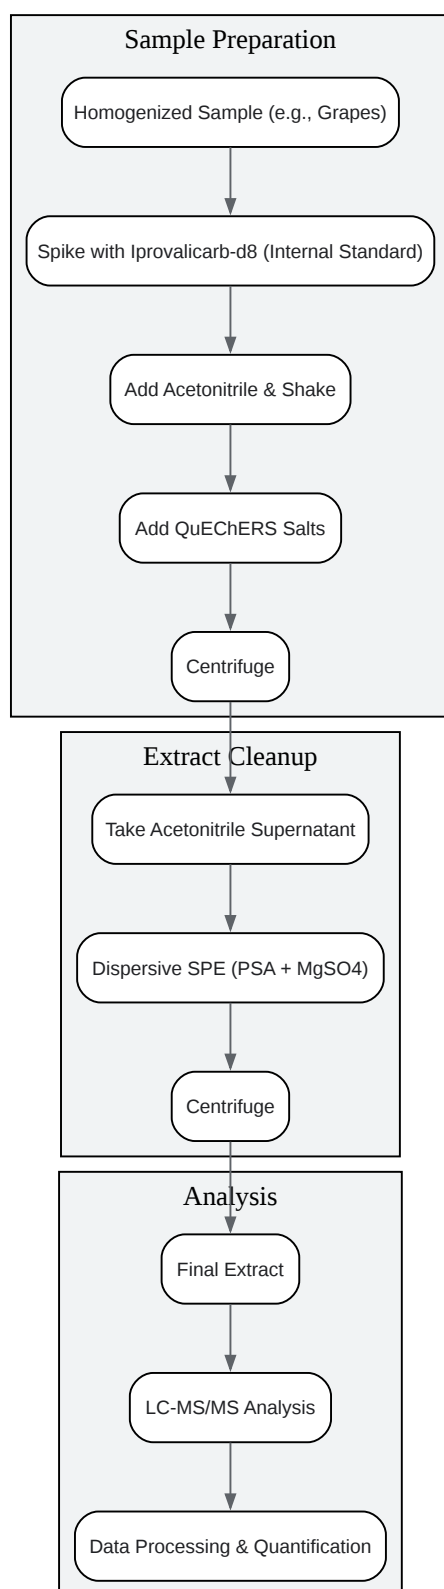 Sample Preparation
Homogenized Sample (e.g., Grapes)
Spike with Iprovalicarb-d8 (Internal Standard)
Add Acetonitrile & Shake
Add QuEChERS Salts
Centrifuge
Extract Cleanup
Take Acetonitrile Supernatant
Dispersive SPE (PSA + MgSO4)
Centrifuge
Analysis
Final Extract
LC-MS/MS Analysis
Data Processing & Quantification